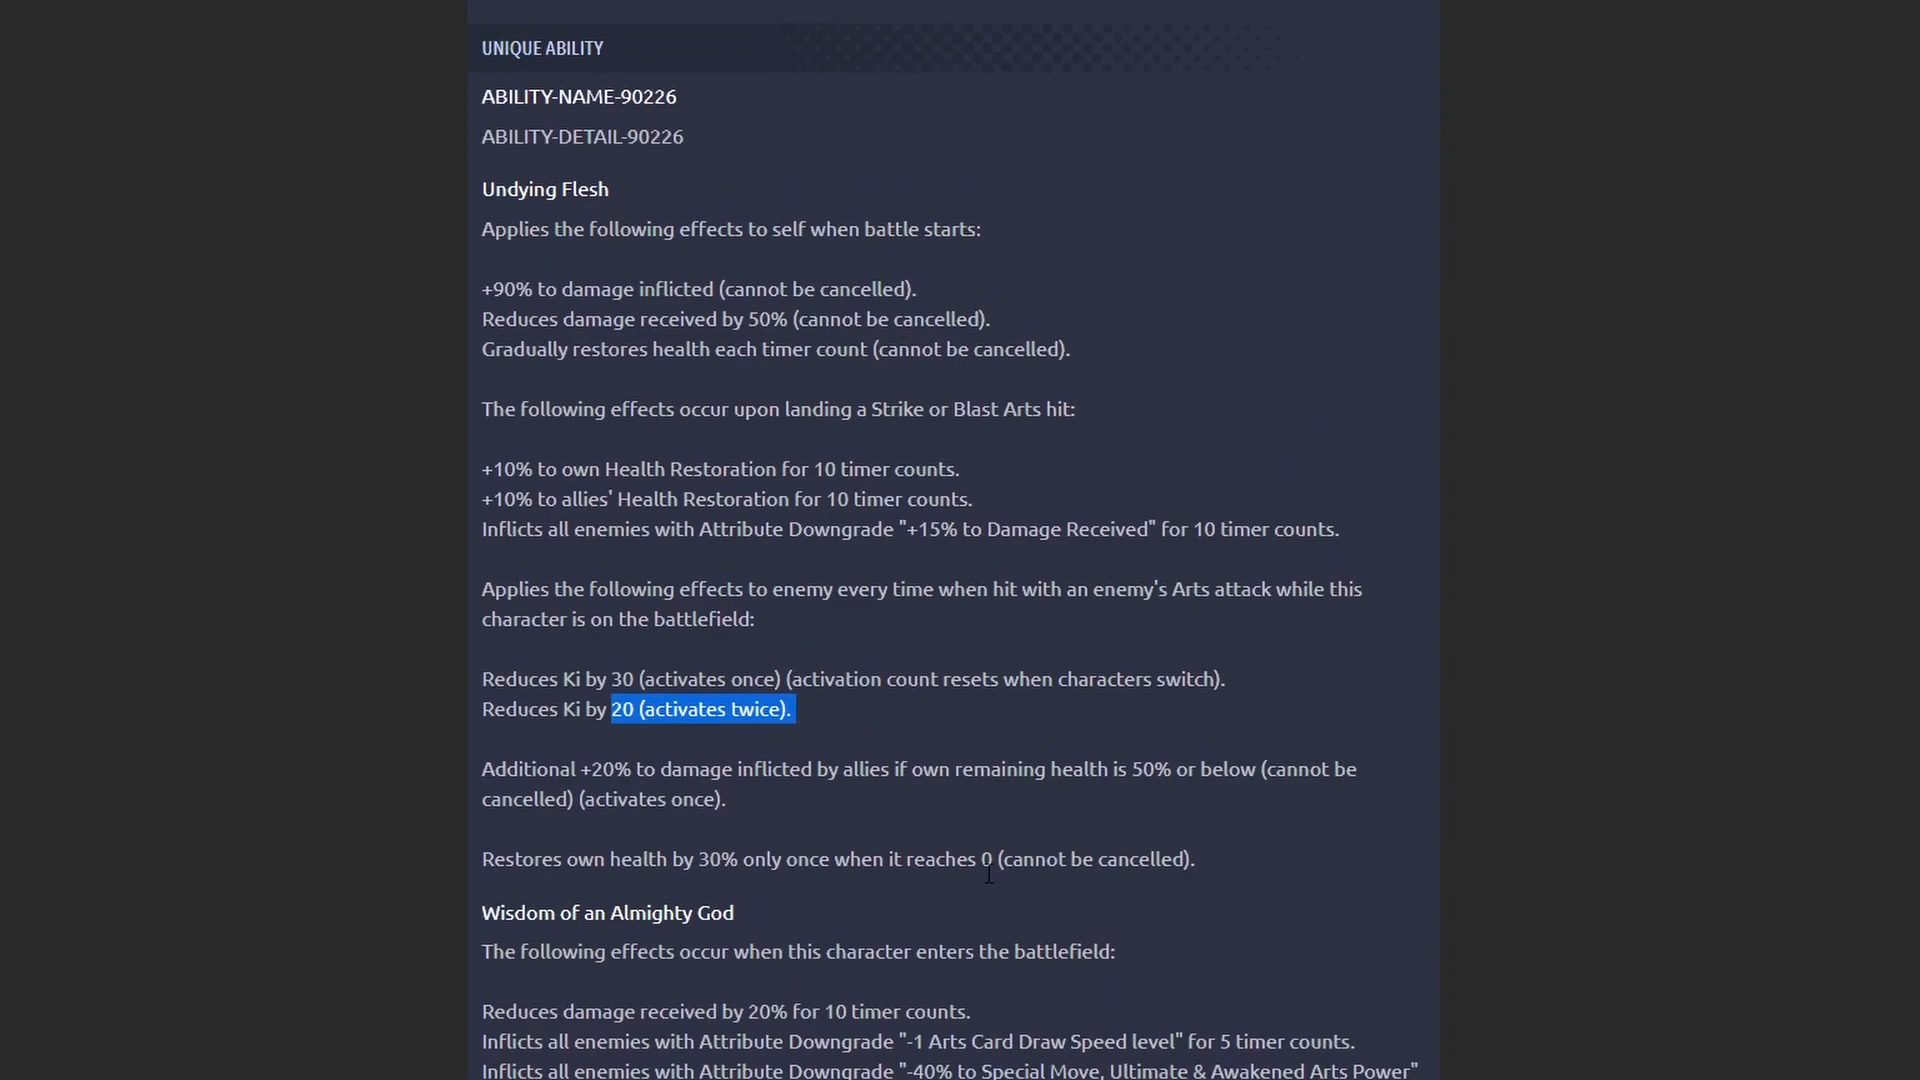 UNIQUE ABILITY
ABILITY-NAME-90226
ABILITY-DETAIL-90226
Undying Flesh
Applies the following effects to self when battle starts:
+90% to damage inflicted (cannot be cancelled).
Reduces damage received by 50% (cannot be cancelled).
Gradually restores health each timer count (cannot be cancelled).
The following effects occur upon landing a Strike or Blast Arts hit:
+10% to own Health Restoration for 10 timer counts.
+10% to allies' Health Restoration for 10 timer counts.
Inflicts all enemies with Attribute Downgrade "+15% to Damage Received" for 10 timer counts.
Applies the following effects to enemy every time when hit with an enemy's Arts attack while this
character is on the battlefield:
Reduces Ki by 30 (activates once) (activation count resets when characters switch).
Reduces Ki by 20 (activates twice).
Additional +20% to damage inflicted by allies if own remaining health is 50% or below (cannot be
cancelled) (activates once).
Restores own health by 30% only once when it reaches 0 (cannot be cancelled).
Wisdom of an Almighty God
The following effects occur when this character enters the battlefield:
Reduces damage received by 20% for 10 timer counts.
Inflicts all enemies with Attribute Downgrade "-1 Arts Card Draw Speed level" for 5 timer counts.
Inflicts all enemies with Attribute Downgrade "-40% to Special Move, Ultimate & Awakened Arts Power"